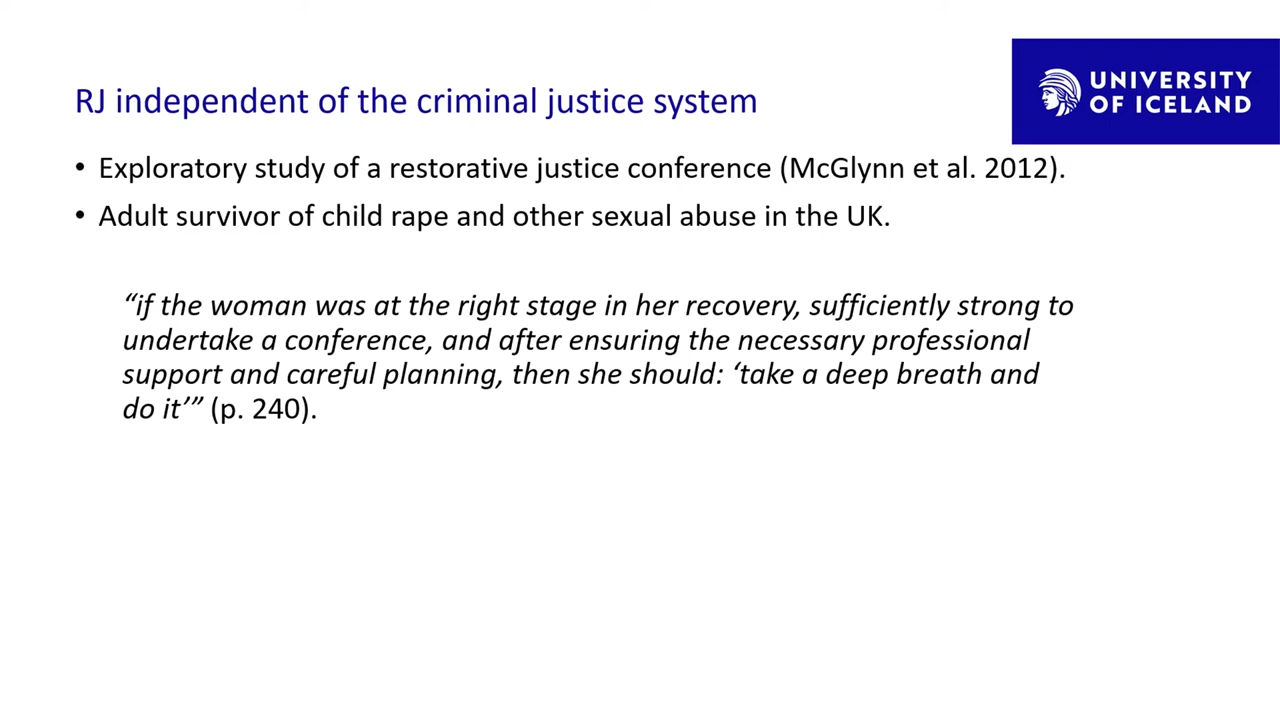 UNIVERSITY
OF ICELAND
RJ independent of the criminal justice system
• Exploratory study of a restorative justice conference (McGlynn et al. 2012).
• Adult survivor of child rape and other sexual abuse in the UK.
“if the woman was at the right stage in her recovery, sufficiently strong to
undertake a conference, and after ensuring the necessary professional
support and careful planning, then she should: ‘take a deep breath and
do it’” (p. 240).